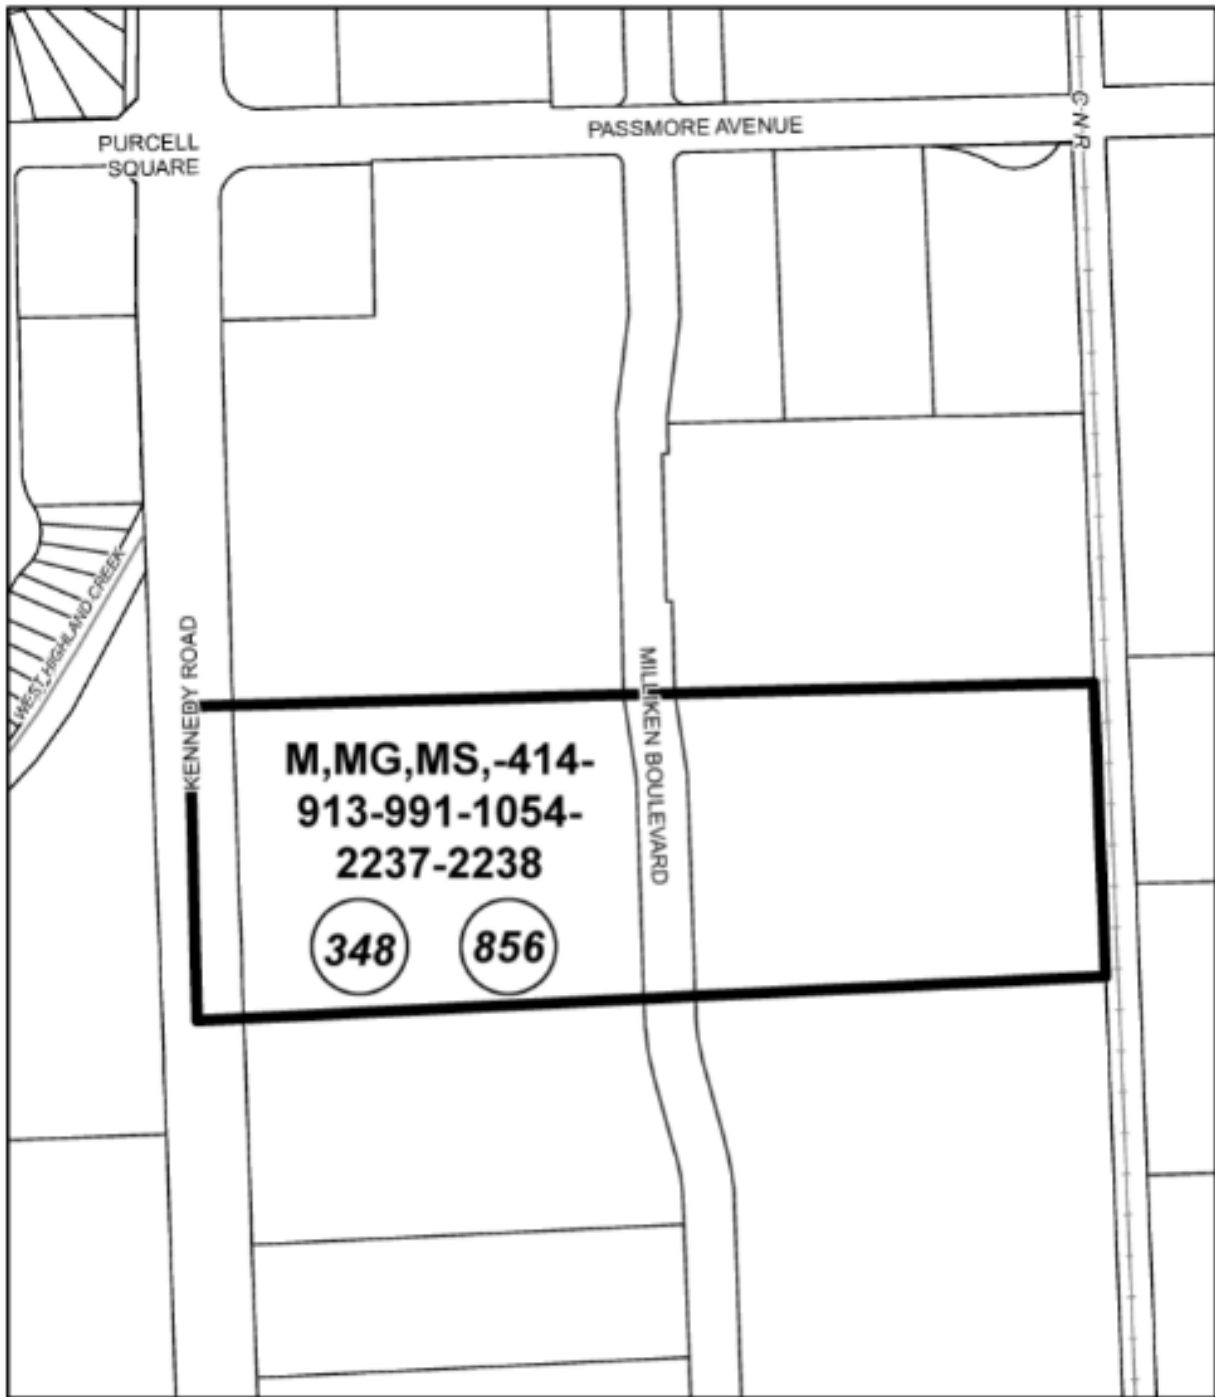 PASSMORE AVENUE
C N R
PURCELL
SQUARE
WEST HIGHLAND CREEK
KENNEDY ROAD
MILLIKEN BOULEVARD
M,MG,MS,-414-
913-991-1054-
2237-2238
348 856